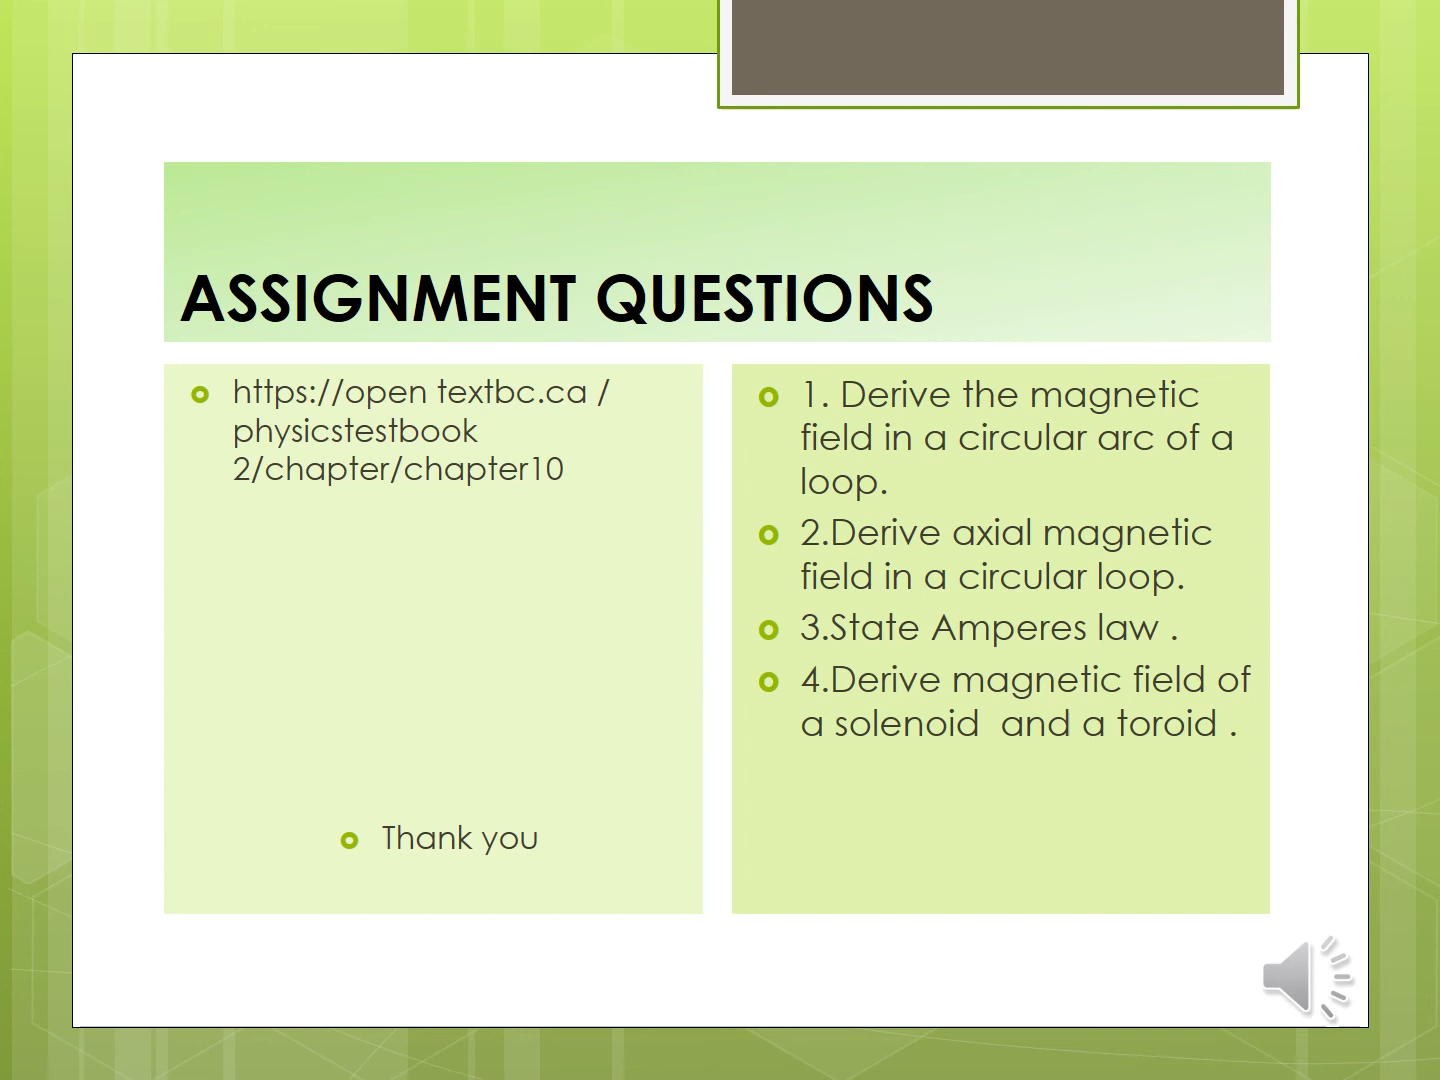 ASSIGNMENT QUESTIONS
https://open textbc.ca /
physicstestbook
2/chapter/chapter10
Thank you
1. Derive the magnetic
field in a circular arc of a
loop.
2.Derive axial magnetic
field in a circular loop.
3.State Amperes law .
4.Derive magnetic field of
a solenoid  and a toroid .